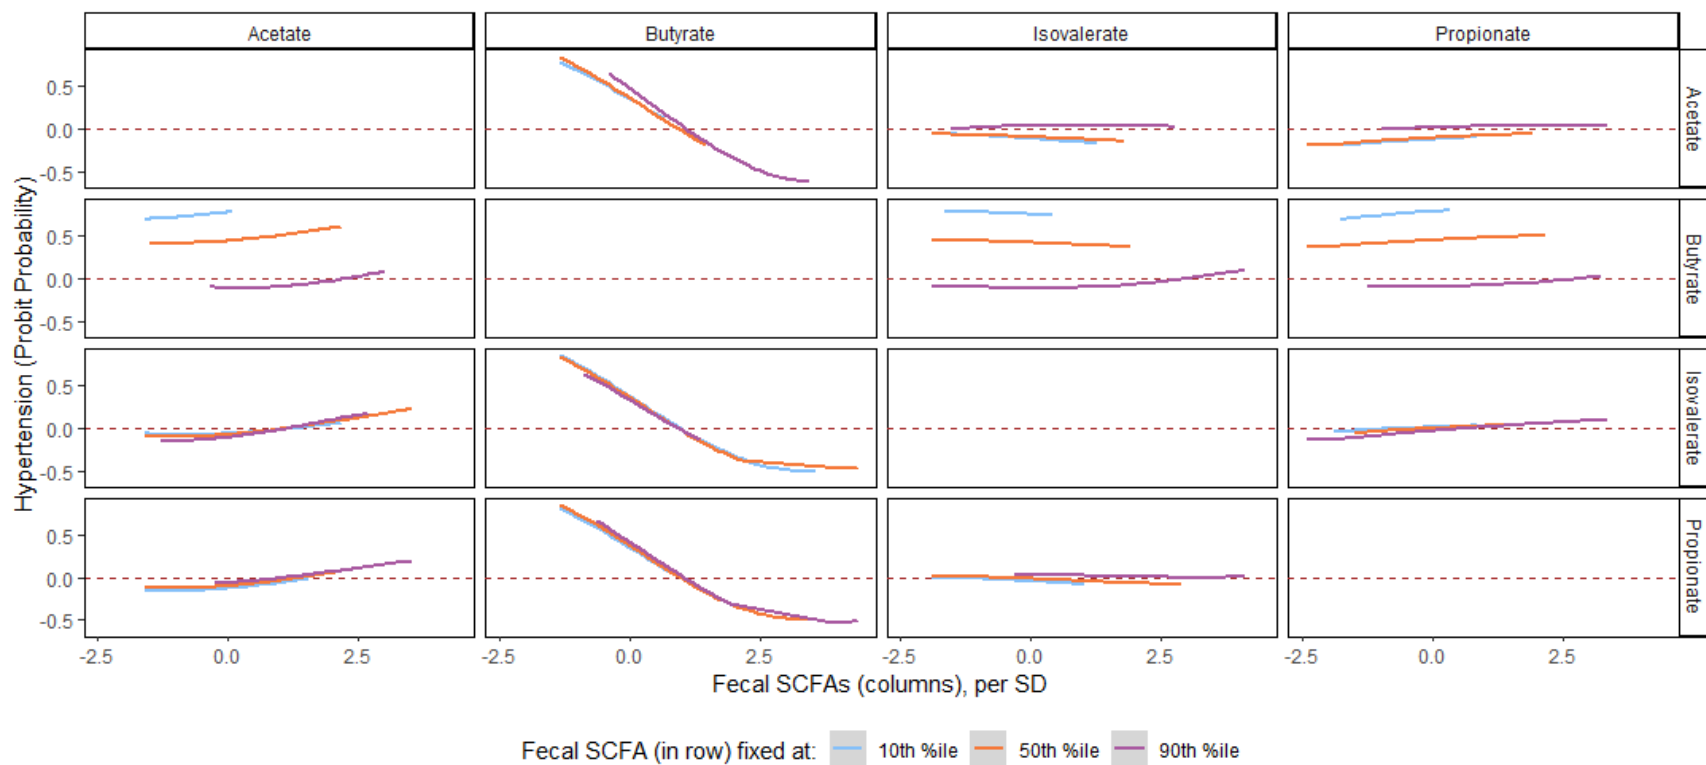 Acetate Butyrate Isovalerate Propionate
Hypertension (Probit Probability)
0.5
0.0
-0.5
Acetate
0.5
0.0
-0.5
Butyrate
0.5
0.0
-0.5
Isovalerate
0.5
0.0
-0.5
Propionate
-2.5 0.0 2.5 -2.5 0.0 2.5 -2.5 0.0 2.5 -2.5 0.0 2.5
Fecal SCFAs (columns), per SD
Fecal SCFA (in row) fixed at: 10th %ile 50th %ile 90th %ile